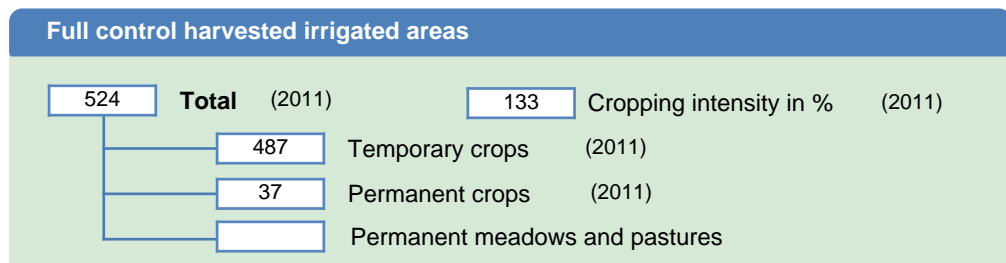 Full control harvested irrigated areas
524 Total (2011) 133 Cropping intensity in % (2011)
487 Temporary crops (2011)
37 Permanent crops (2011)
Permanent meadows and pastures